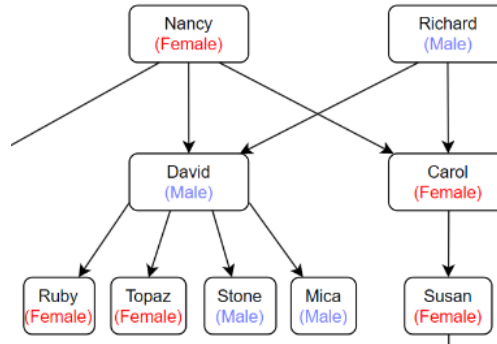 Nancy
(Female)
Richard
(Male)
David
(Male)
Carol
(Female)
Ruby
(Female)
Topaz
(Female)
Stone
(Male)
Mica
(Male)
Susan
(Female)